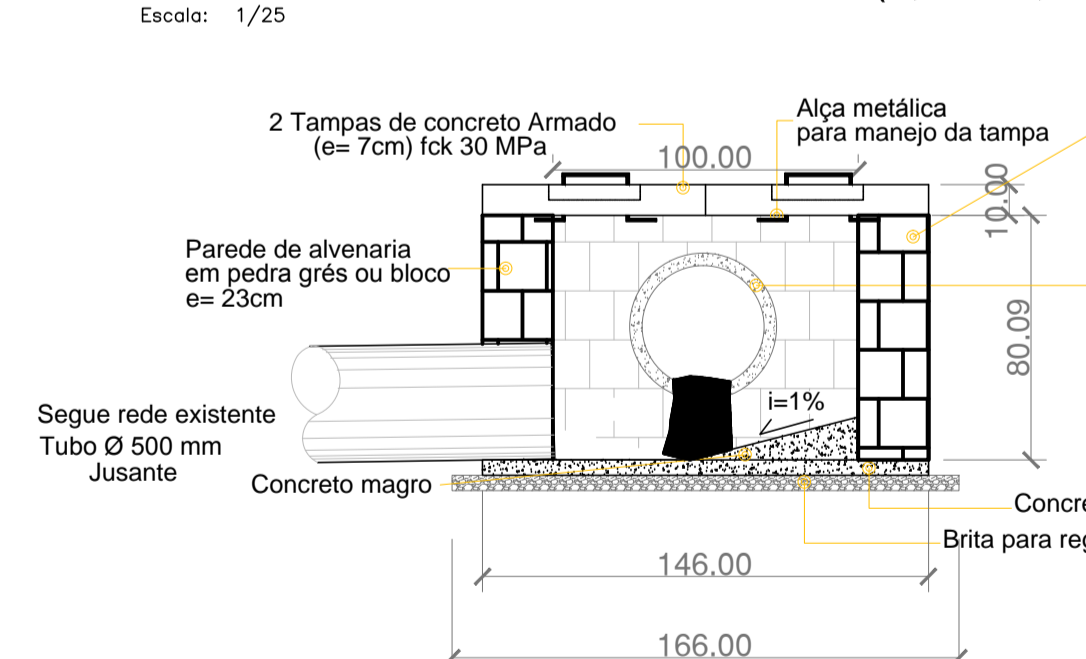 Escala: 1/25
2 Tampas de concreto Armado
(e= 7cm) fck 30 MPa
Alça metálica
para manejo da tampa
100.00
10.00
Parede de alvenaria
em pedra grés ou bloco
e= 23cm
80.09
i=1%
Segue rede existente
Tubo Ø 500 mm
Jusante
Concreto magro
Concre
Brita para reg
146.00
166.00